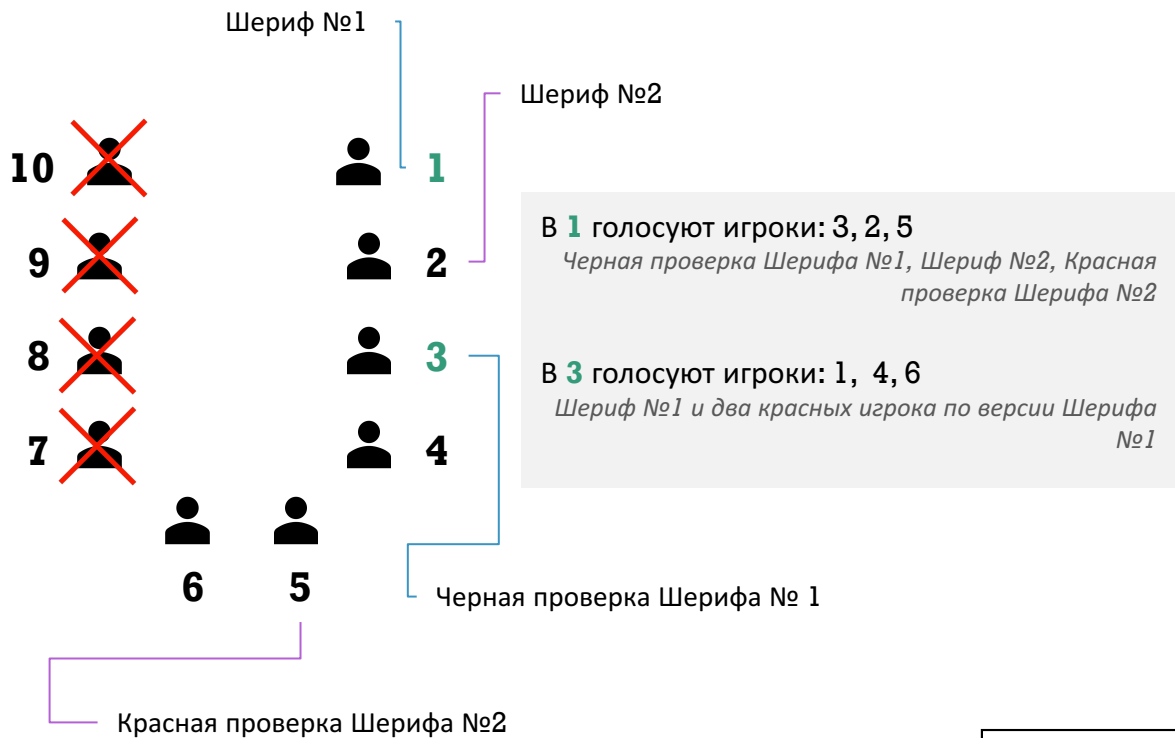 Шериф №1
Шериф №2
10
1
9
2
8
3
7
4
6
5
В 1 голосуют игроки: 3, 2, 5
Черная проверка Шерифа №1, Шериф №2, Красная
проверка Шерифа №2
В 3 голосуют игроки: 1, 4, 6
Шериф №1 и два красных игрока по версии Шерифа
№1
Черная проверка Шерифа № 1
Красная проверка Шерифа №2